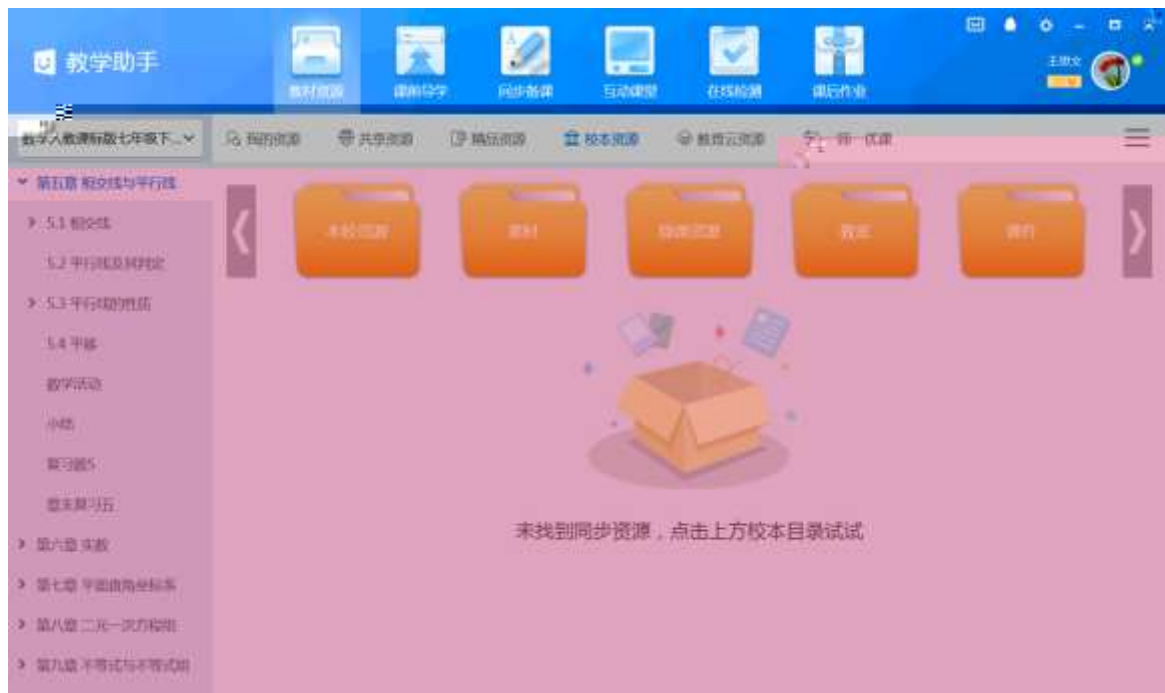 教学助手
教材资源 课前导学 同步备课 互动课堂 在线检测 课后作业
数学人教课标版七年级下...
我的资源 共享资源 精品资源 校本资源 教育云资源 一师一优课
第五章 相交线与平行线
5.1 相交线
5.2 平行线及其判定
5.3 平行线的性质
5.4 平移
数学活动
小结
复习题5
章末复习五
第六章 实数
第七章 平面直角坐标系
第八章 二元一次方程组
第九章 不等式与不等式组
本校资源 素材 教案 课件
未找到同步资源，点击上方校本目录试试